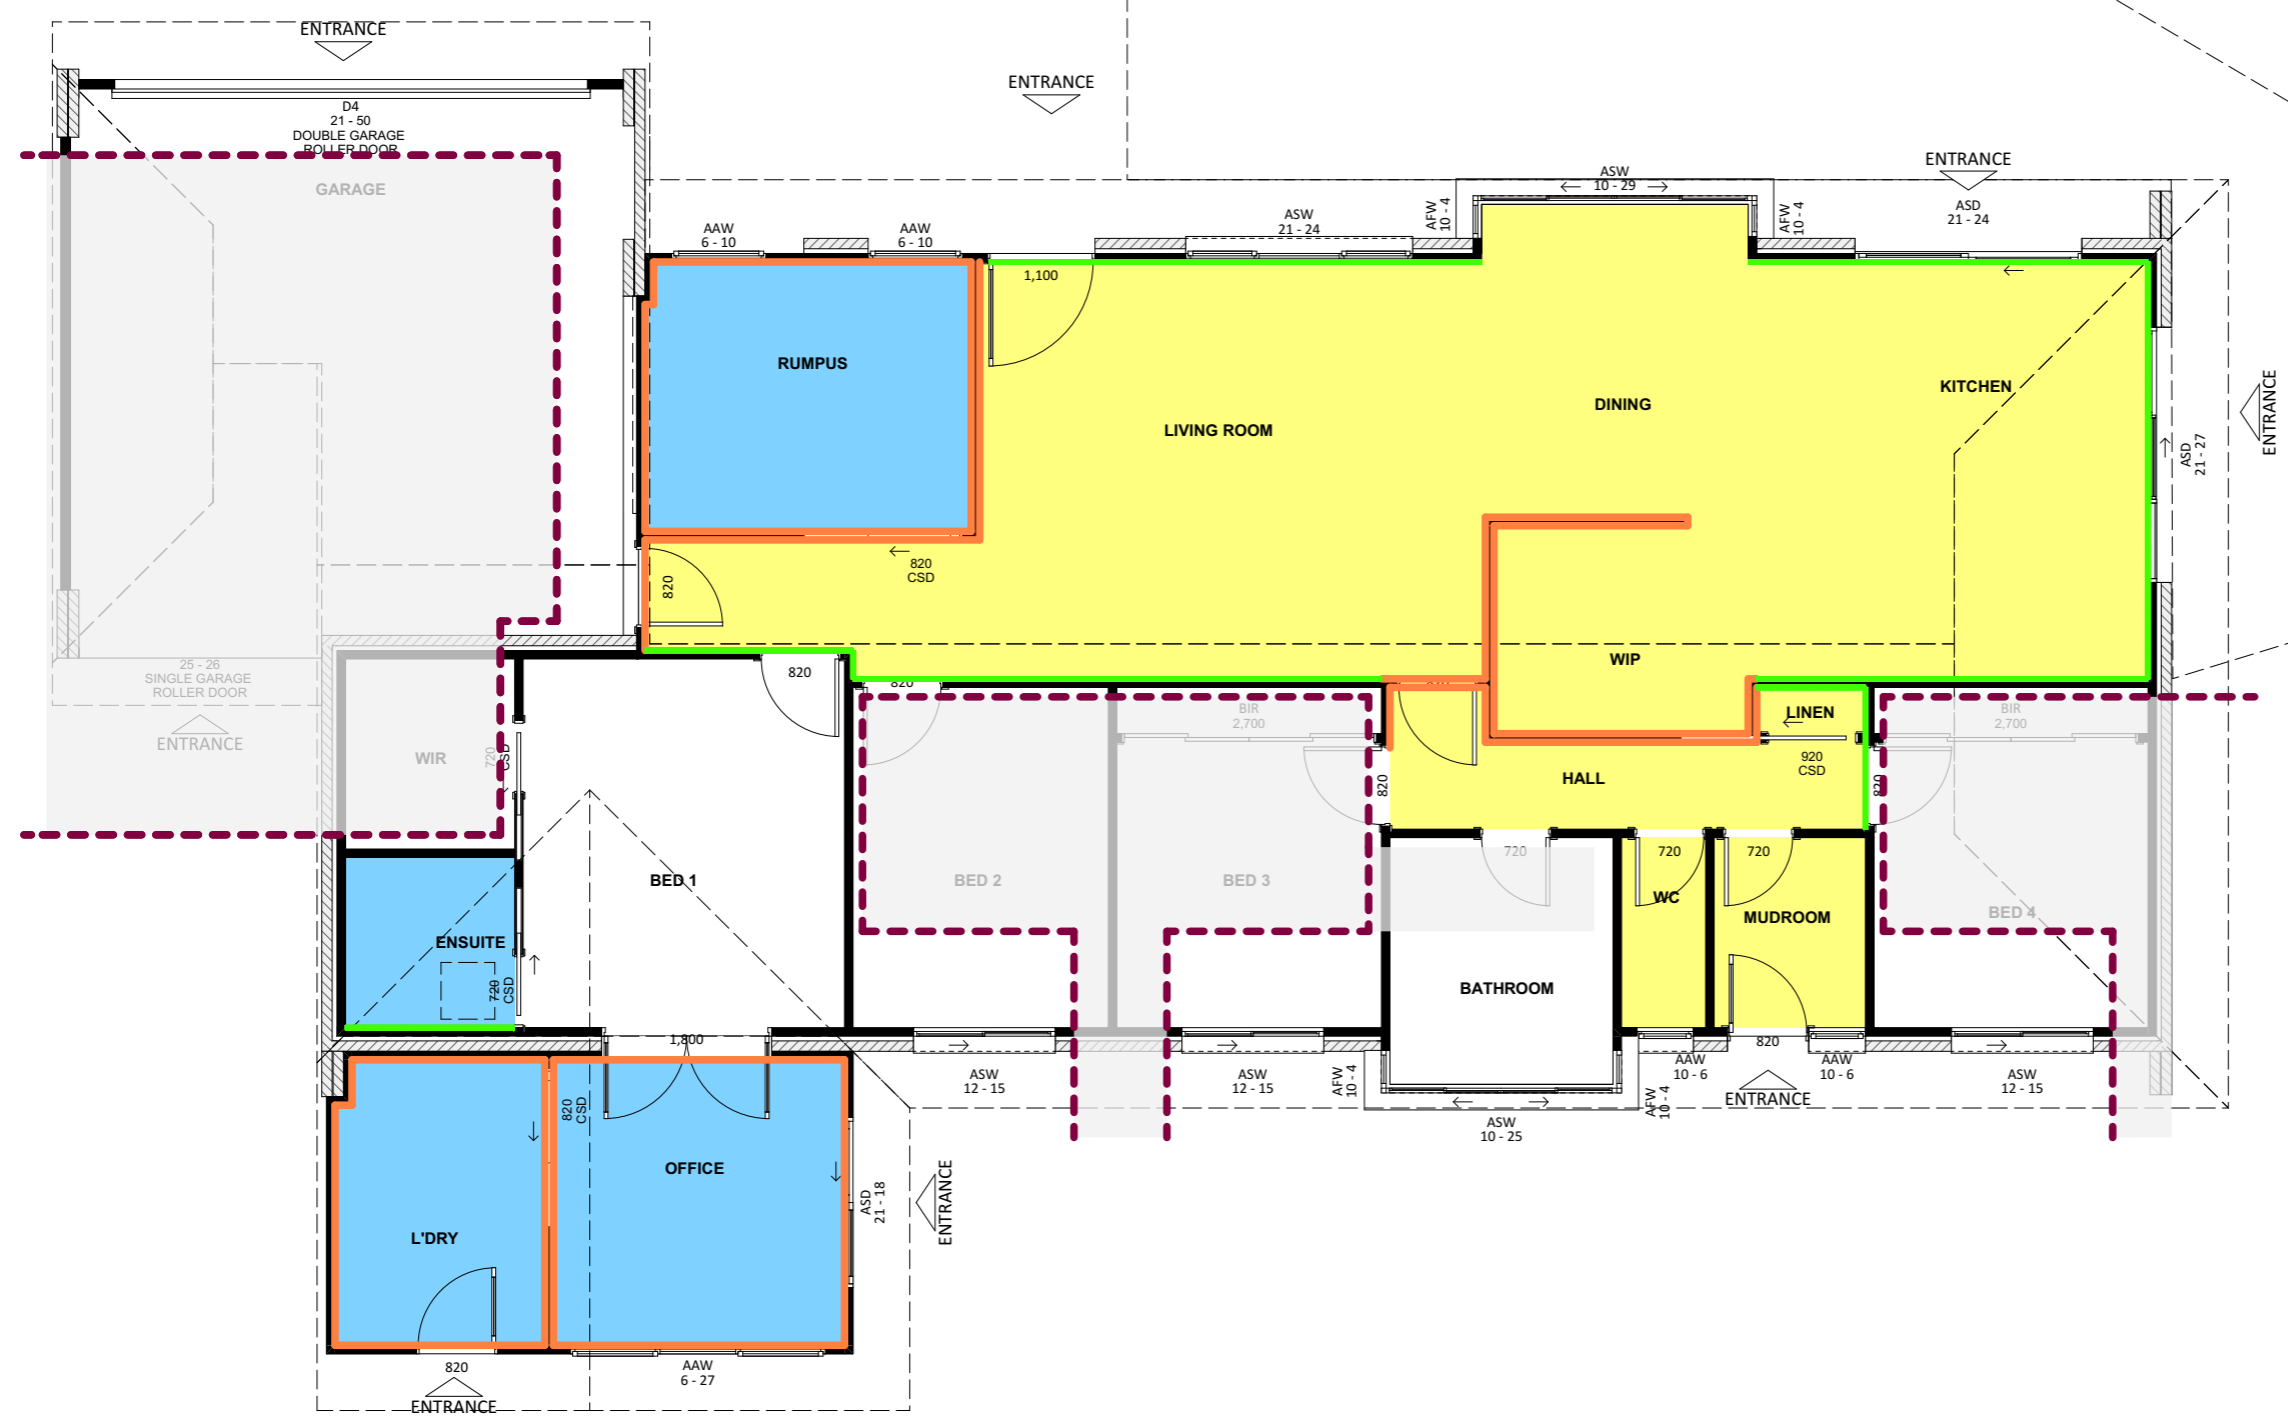 ENTRANCE
D4
21 - 50
DOUBLE GARAGE
ROLLER DOOR
GARAGE
ENTRANCE
ENTRANCE
AAW
6 - 10
AAW
6 - 10
ASW
21 - 24
AFW
10 - 4
ASW
10 - 29
AFW
10 - 4
ASD
21 - 24
1,100
RUMPUS
LIVING ROOM
DINING
KITCHEN
ENTRANCE
ASD
21 - 27
820
CSD
820
25 - 26
SINGLE GARAGE
ROLLER DOOR
ENTRANCE
WIR
720
CSD
820
820
BIR
2,700
WIP
LINEN
920
CSD
HALL
820
820
BIR
2,700
BED 1
BED 2
BED 3
720
720
720
WC
MUDROOM
BED 4
ENSUITE
720
CSD
BATHROOM
1,800
820
CSD
ASW
12 - 15
ASW
12 - 15
AFW
10 - 4
ASW
10 - 25
AFW
10 - 4
AAW
10 - 6
820
ENTRANCE
AAW
10 - 6
ASW
12 - 15
OFFICE
L'DRY
ASD
21 - 18
ENTRANCE
820
ENTRANCE
AAW
6 - 27